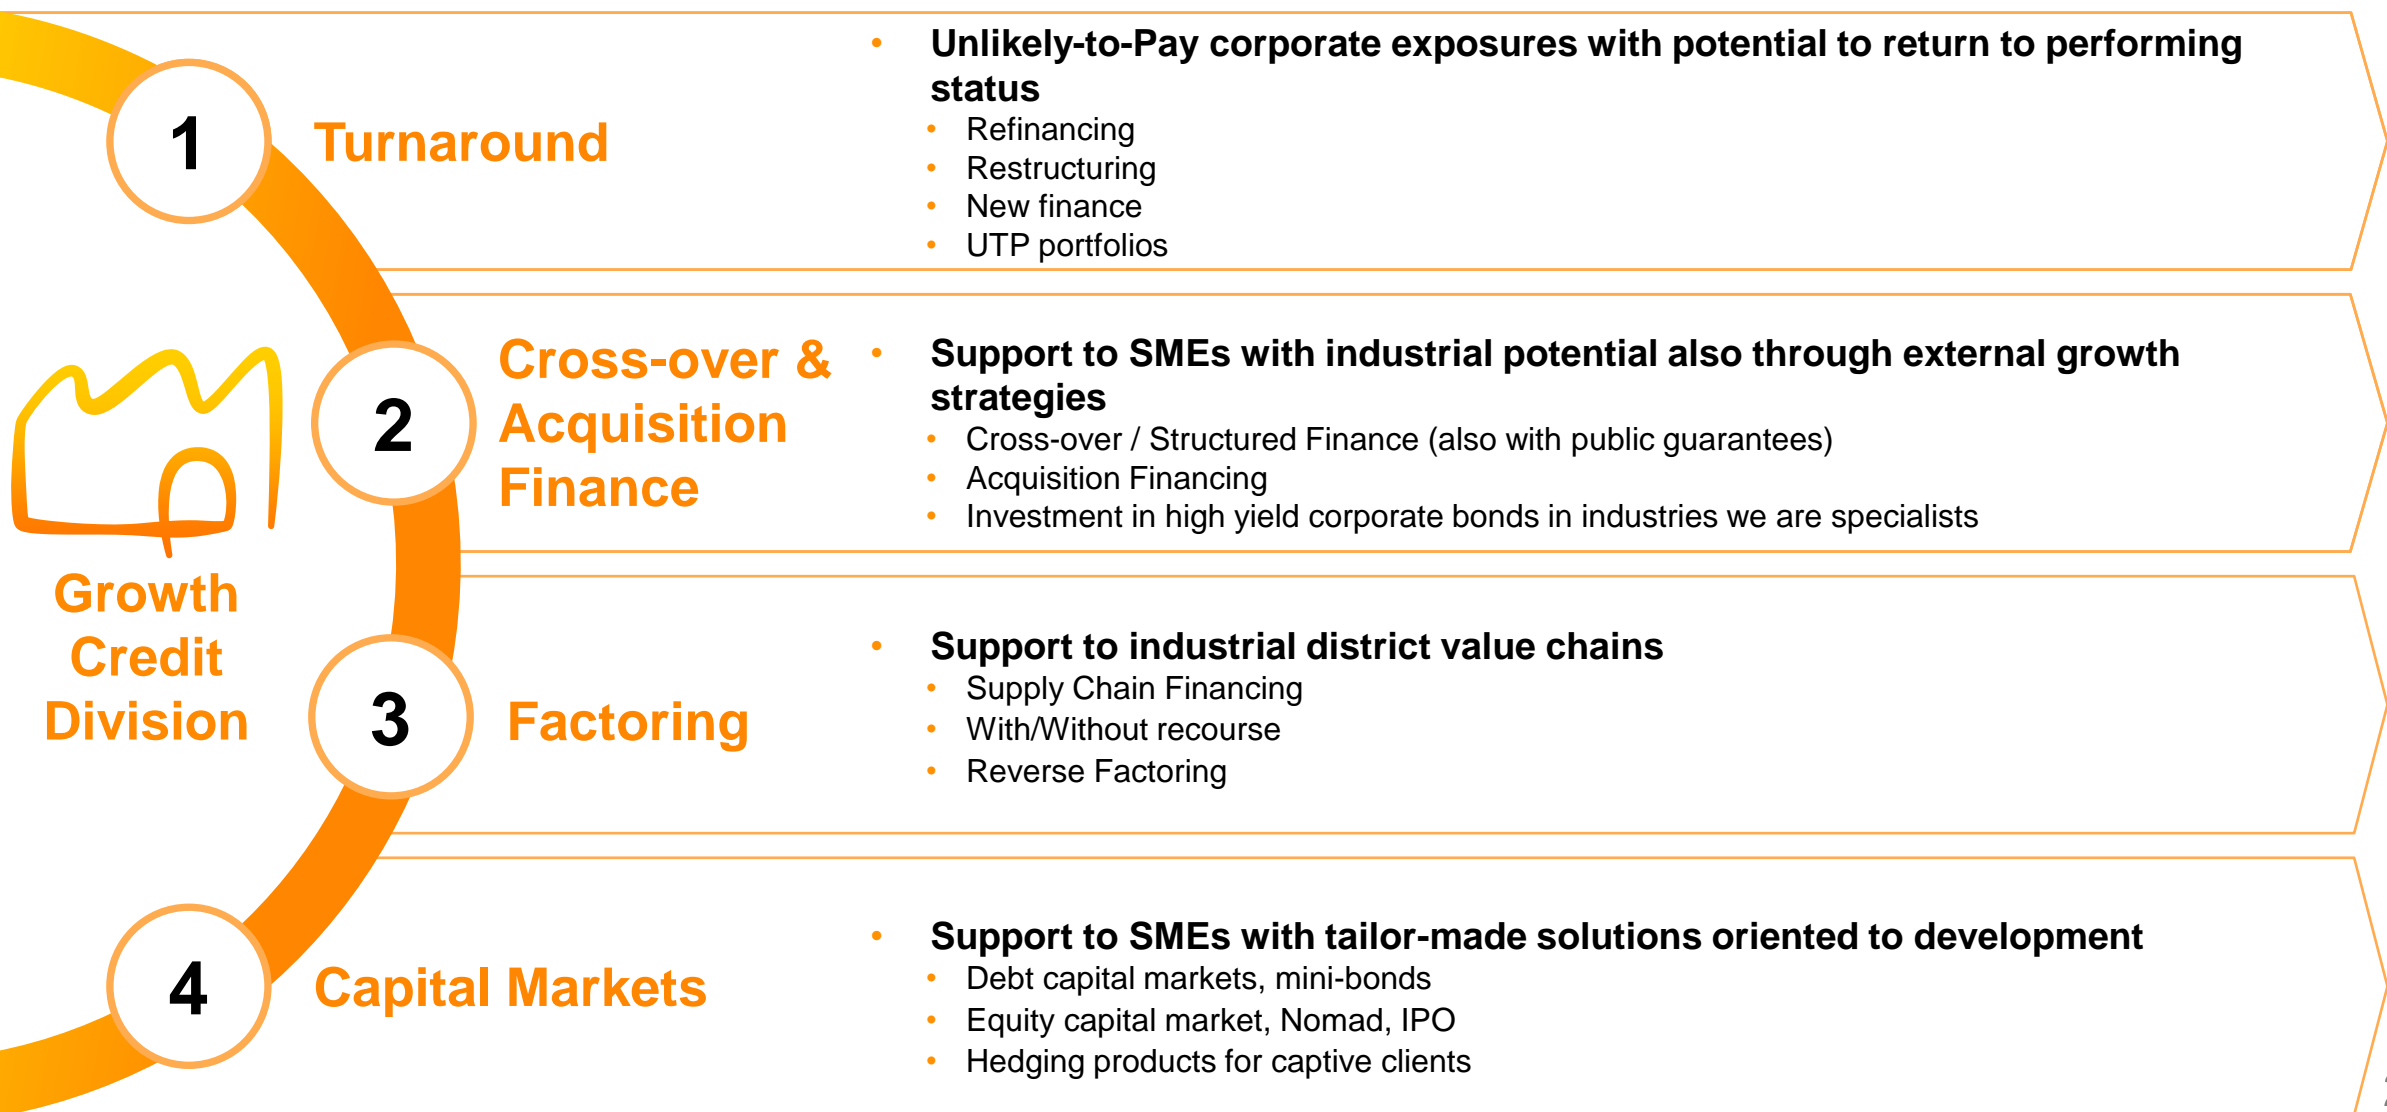 Growth
Credit
Division
1
Turnaround
• Unlikely-to-Pay corporate exposures with potential to return to performing
status
• Refinancing
• Restructuring
• New finance
• UTP portfolios
2
Cross-over &
Acquisition
Finance
• Support to SMEs with industrial potential also through external growth
strategies
• Cross-over / Structured Finance (also with public guarantees)
• Acquisition Financing
• Investment in high yield corporate bonds in industries we are specialists
3
Factoring
• Support to industrial district value chains
• Supply Chain Financing
• With/Without recourse
• Reverse Factoring
4
Capital Markets
• Support to SMEs with tailor-made solutions oriented to development
• Debt capital markets, mini-bonds
• Equity capital market, Nomad, IPO
• Hedging products for captive clients